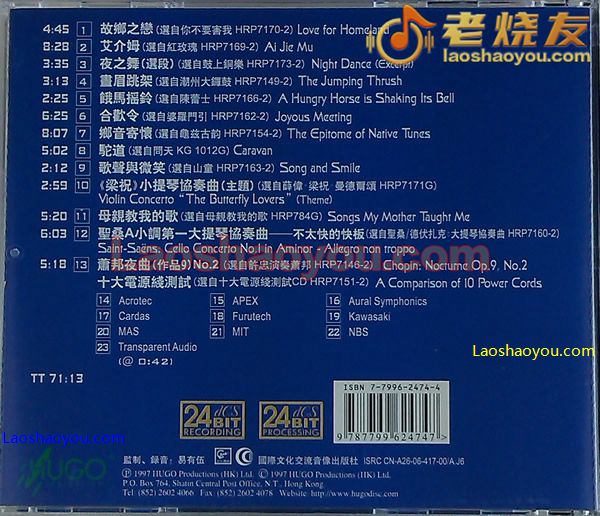 老烧友
laoshaoyou.com
4:45 1 故鄉之戀(選自你不要害我 HRP7170-2) Love for Homeland
8:28 2 艾介姆(選自紅玫瑰 HRP7169-2) Ai Jie Mu
3:35 3 夜之舞(選段)(選自鼓上銅樂 HRP7173-2) Night Dance (Excerpt)
3:13 4 畫眉跳架(選自潮州大鑼鼓 HRP7149-2) The Jumping Thrush
2:25 5 餓馬搖鈴(選自陳蕾士 HRP7166-2) A Hungry Horse is Shaking Its Bell
6:25 6 合歡令(選自婆羅門引 HRP7162-2) Joyous Meeting
8:07 7 鄉音寄懷(選自龜茲古韵 HRP7154-2) The Epitome of Native Tunes
5:02 8 駝道(選自問天 KG 1012G) Caravan
2:12 9 歌聲與微笑(選自山童 HRP7163-2) Song and Smile
2:59 10 《梁祝》小提琴協奏曲(主題)(選自薛偉·梁祝·曼德爾頌 HRP7171G)
Violin Concerto "The Butterfly Lovers" (Theme)
5:20 11 母親教我的歌(選自母親教我的歌 HRP784G) Songs My Mother Taught Me
6:03 12 聖桑A小調第一大提琴協奏曲——不太快的快板(選自聖桑/德伏扎克·大提琴協奏曲 HRP7160-2)
Saint-Saëns: Cello Concerto No.1 in A minor - Allegro non troppo
5:18 13 蕭邦夜曲(作品9)No.2(選自許忠演奏蕭邦 HRP7146-2) Chopin: Nocturne Op.9, No.2
十大電源綫測試(選自十大電源綫測試CD HRP7151-2) A Comparison of 10 Power Cords
14 Acrotec 15 APEX 16 Aural Symphonics
17 Cardas 18 Furutech 19 Kawasaki
20 MAS 21 MIT 22 NBS
23 Transparent Audio
(@ 0:42)
Laoshaoyou.com
Laoshaoyou.com
TT 71:13
ISBN 7-7996-2474-4
9 787799 624747 >
24 BIT dCS RECORDING
24 BIT dCS PROCESSING
Laoshaoyou.com
HUGO
監制、錄音：易有伍 國際文化交流音像出版社 ISRC CN-A26-06-417-00/A.J6
Ⓟ 1997 HUGO Productions (HK) Ltd. © 1997 HUGO Productions (HK) Ltd.
P.O. Box 764, Shatin Central Post Office, N.T., Hong Kong
Tel: (852) 2602 4066 Fax: (852) 2602 4078 Website: http://www.hugodisc.com